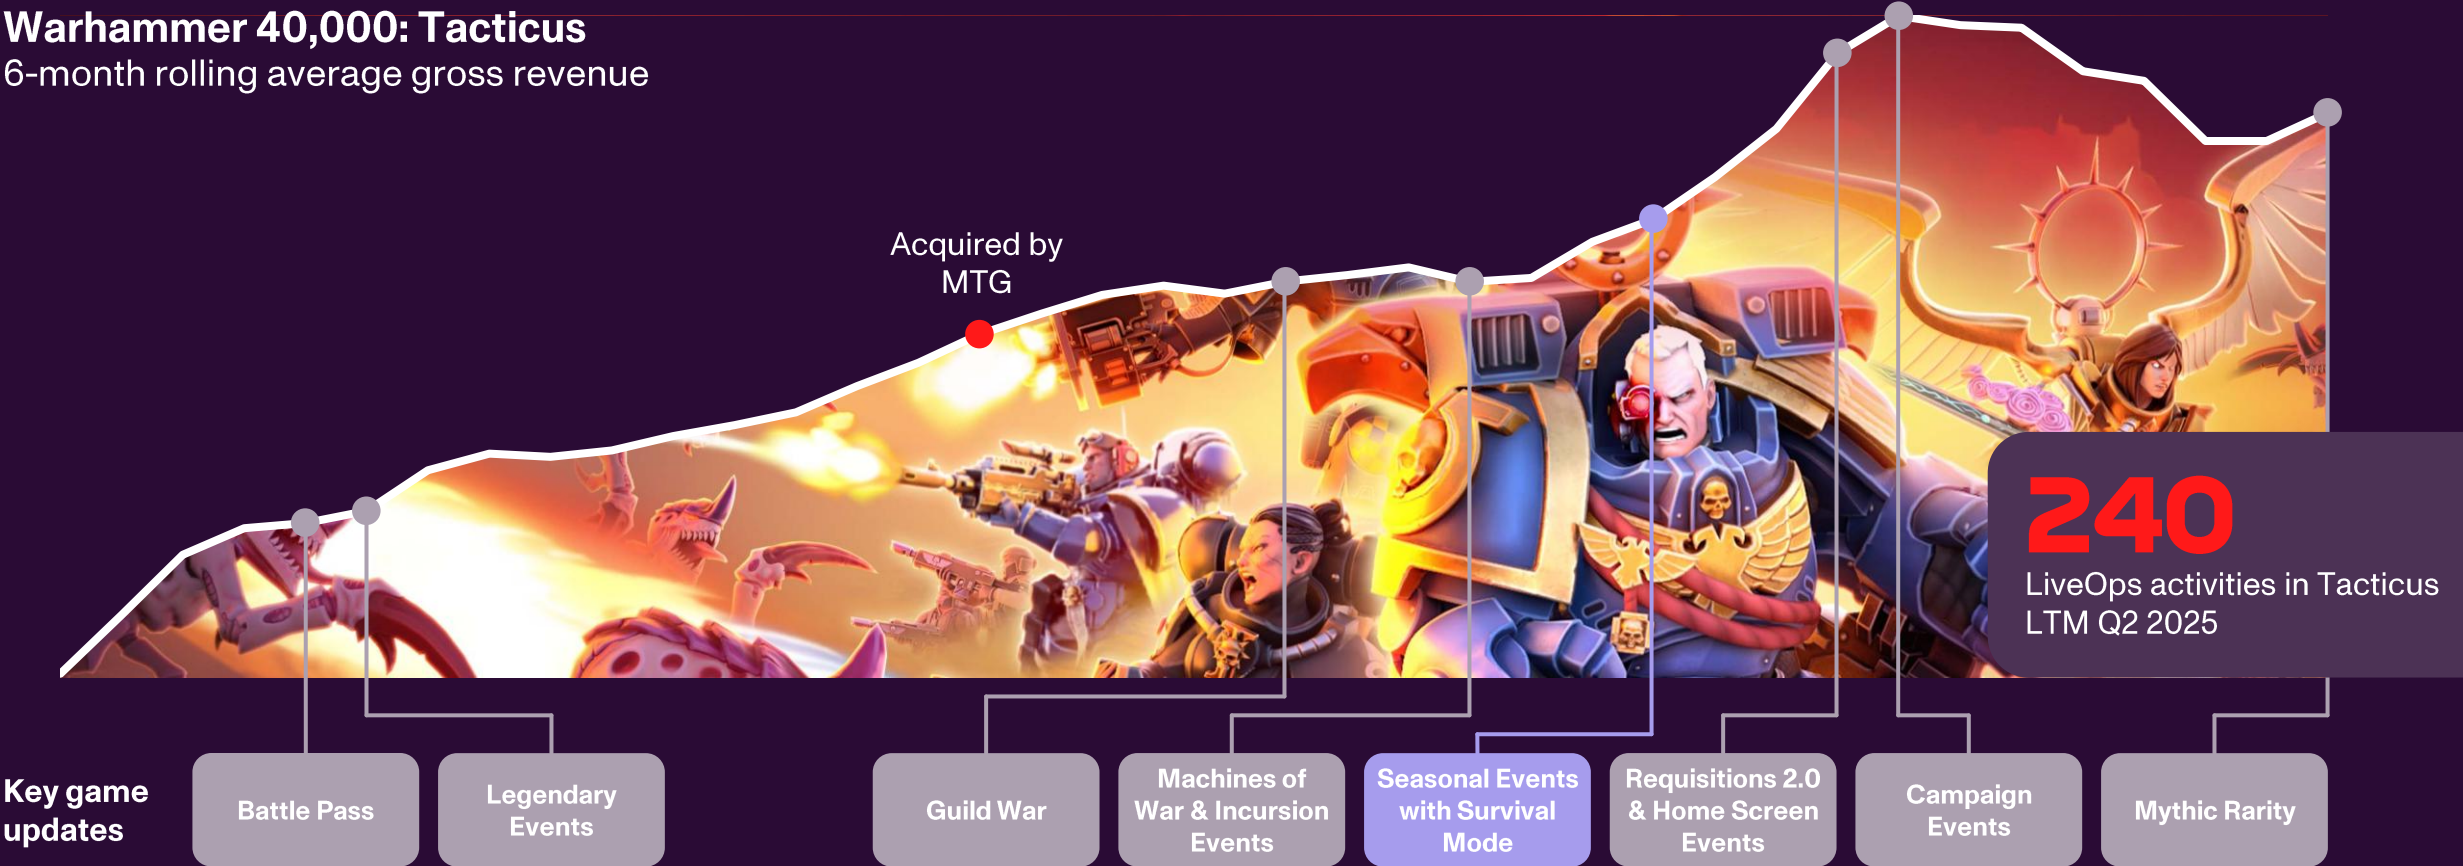 Warhammer 40,000: Tacticus
6-month rolling average gross revenue
Acquired by
MTG
240
LiveOps activities in Tacticus
LTM Q2 2025
Key game
updates
Battle Pass
Legendary
Events
Guild War
Machines of
War & Incursion
Events
Seasonal Events
with Survival
Mode
Requisitions 2.0
& Home Screen
Events
Campaign
Events
Mythic Rarity